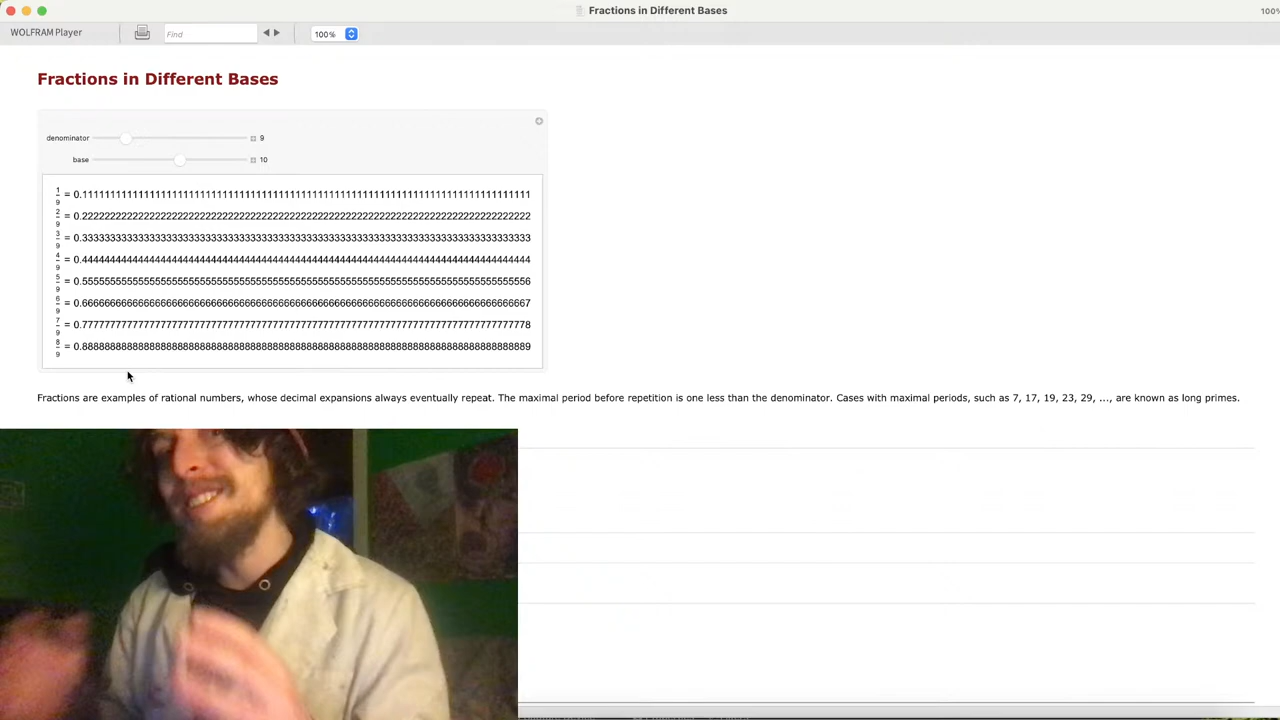 Fractions in Different Bases
100%
WOLFRAM Player
Find
100%
Fractions in Different Bases
denominator 9
base 10
1/9 = 0.1111111111111111111111111111111111111111111111111111111111111111111111111111111
2/9 = 0.2222222222222222222222222222222222222222222222222222222222222222222222222222222
3/9 = 0.3333333333333333333333333333333333333333333333333333333333333333333333333333333
4/9 = 0.4444444444444444444444444444444444444444444444444444444444444444444444444444444
5/9 = 0.5555555555555555555555555555555555555555555555555555555555555555555555555555556
6/9 = 0.6666666666666666666666666666666666666666666666666666666666666666666666666666667
7/9 = 0.7777777777777777777777777777777777777777777777777777777777777777777777777777778
8/9 = 0.8888888888888888888888888888888888888888888888888888888888888888888888888888889
Fractions are examples of rational numbers, whose decimal expansions always eventually repeat. The maximal period before repetition is one less than the denominator. Cases with maximal periods, such as 7, 17, 19, 23, 29, ..., are known as long primes.